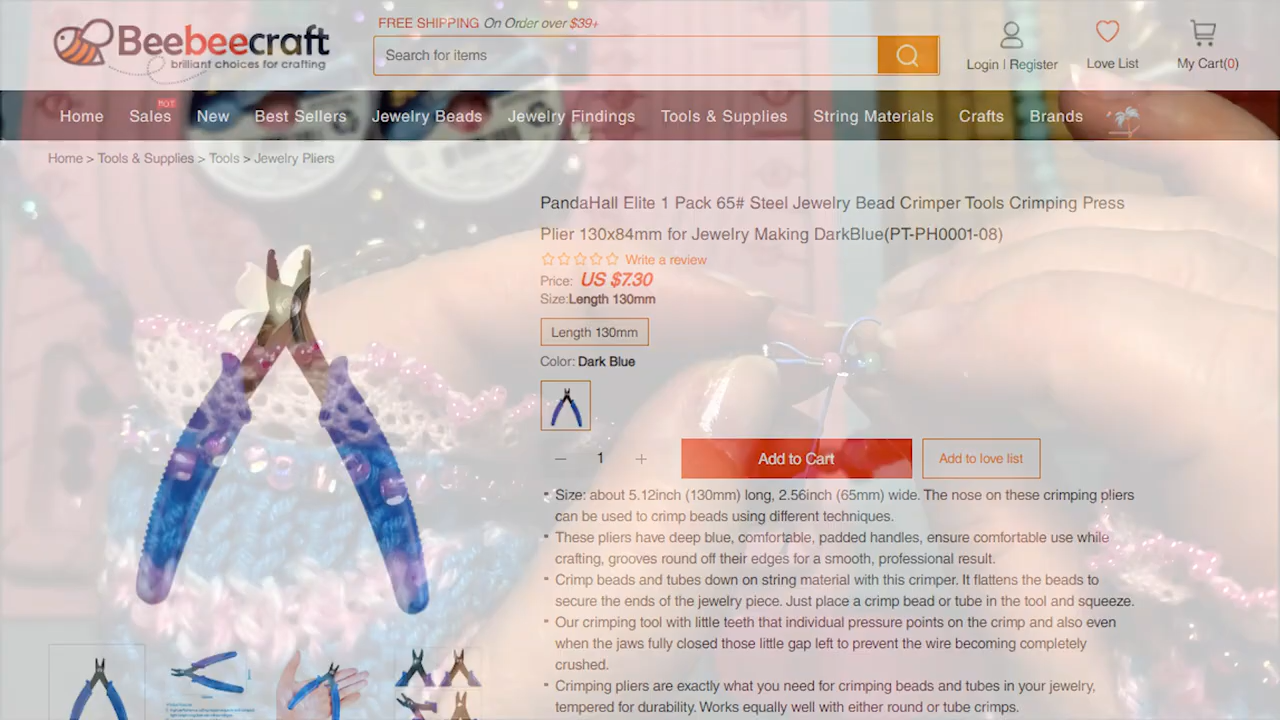 Beebeecraft
brilliant choices for crafting
FREE SHIPPING On Order over $39+
Search for items
Login | Register
Love List
My Cart(0)
HOT
Home Sales New Best Sellers Jewelry Beads Jewelry Findings Tools & Supplies String Materials Crafts Brands
Home > Tools & Supplies > Tools > Jewelry Pliers
PandaHall Elite 1 Pack 65# Steel Jewelry Bead Crimper Tools Crimping Press
Plier 130x84mm for Jewelry Making DarkBlue(PT-PH0001-08)
Write a review
Price: US $7.30
Size:Length 130mm
Length 130mm
Color: Dark Blue
— 1 +
Add to Cart
Add to love list
Size: about 5.12inch (130mm) long, 2.56inch (65mm) wide. The nose on these crimping pliers
can be used to crimp beads using different techniques.
These pliers have deep blue, comfortable, padded handles, ensure comfortable use while
crafting, grooves round off their edges for a smooth, professional result.
Crimp beads and tubes down on string material with this crimper. It flattens the beads to
secure the ends of the jewelry piece. Just place a crimp bead or tube in the tool and squeeze.
Our crimping tool with little teeth that individual pressure points on the crimp and also even
when the jaws fully closed those little gap left to prevent the wire becoming completely
crushed.
Crimping pliers are exactly what you need for crimping beads and tubes in your jewelry,
tempered for durability. Works equally well with either round or tube crimps.